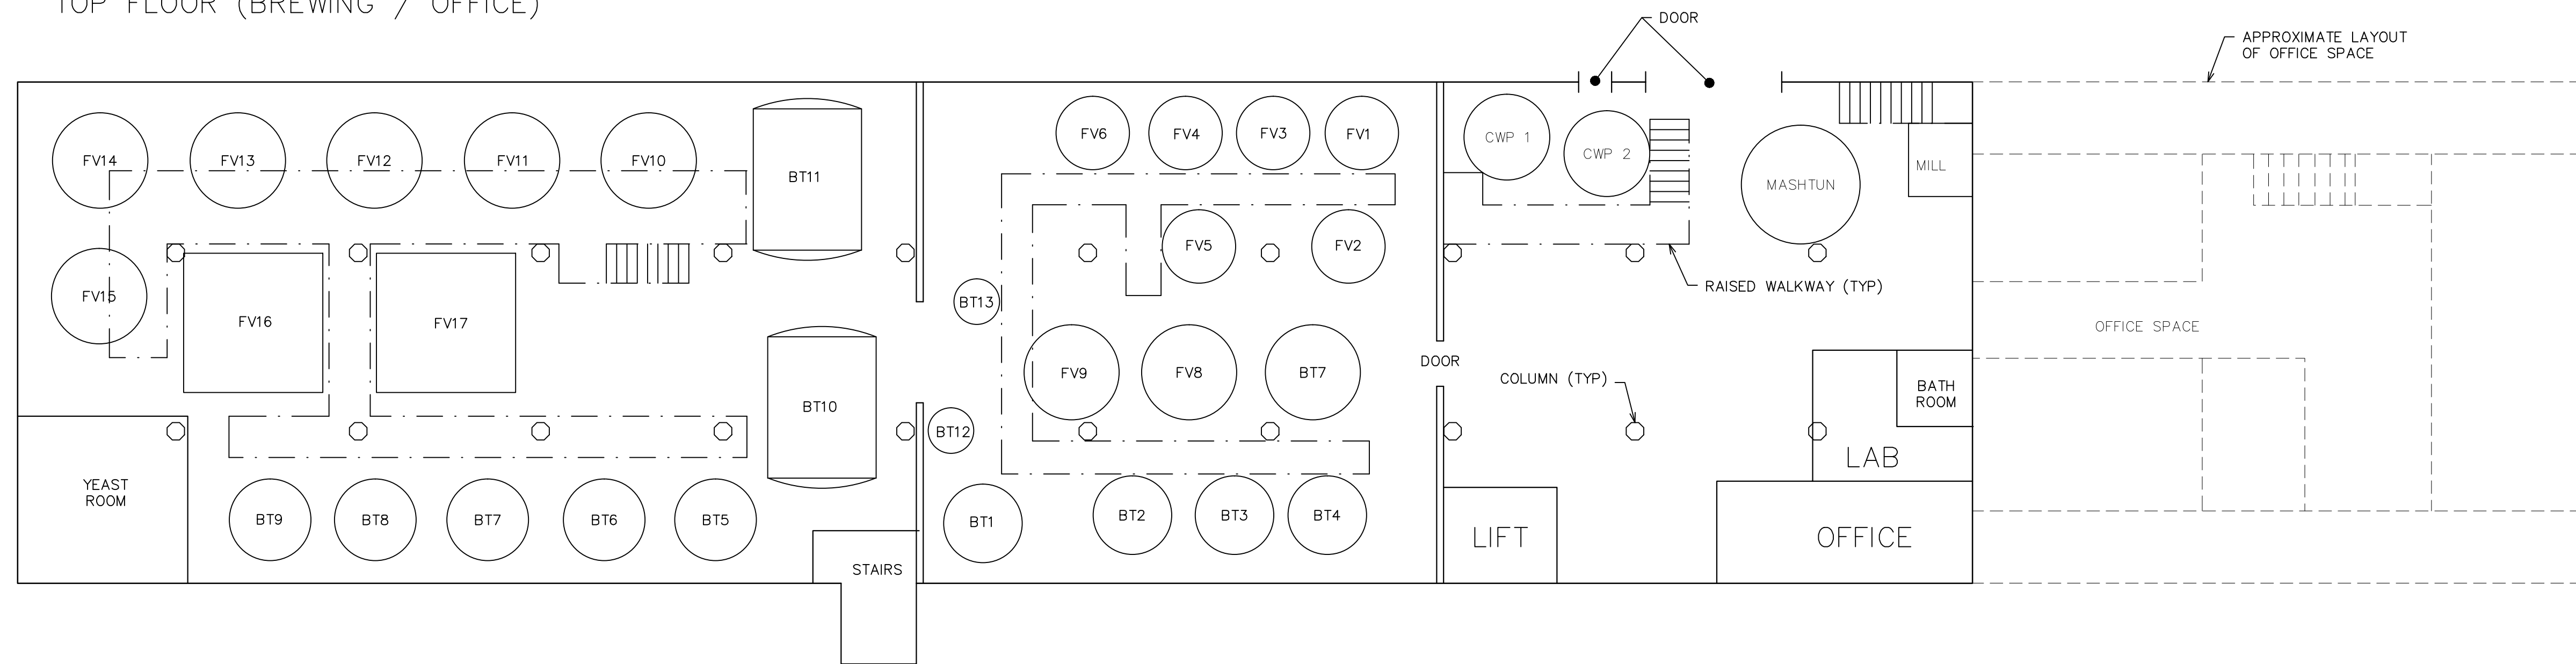 TOP FLOOR (BREWING / OFFICE)
DOOR
APPROXIMATE LAYOUT
OF OFFICE SPACE
FV14
FV13
FV12
FV11
FV10
BT11
FV6
FV4
FV3
FV1
CWP 1
CWP 2
MASHTUN
MILL
FV15
FV16
FV17
BT13
FV5
FV2
RAISED WALKWAY (TYP)
OFFICE SPACE
BT10
BT12
FV9
FV8
BT7
DOOR
COLUMN (TYP)
BATH
ROOM
LAB
YEAST
ROOM
BT9
BT8
BT7
BT6
BT5
STAIRS
BT1
BT2
BT3
BT4
LIFT
OFFICE